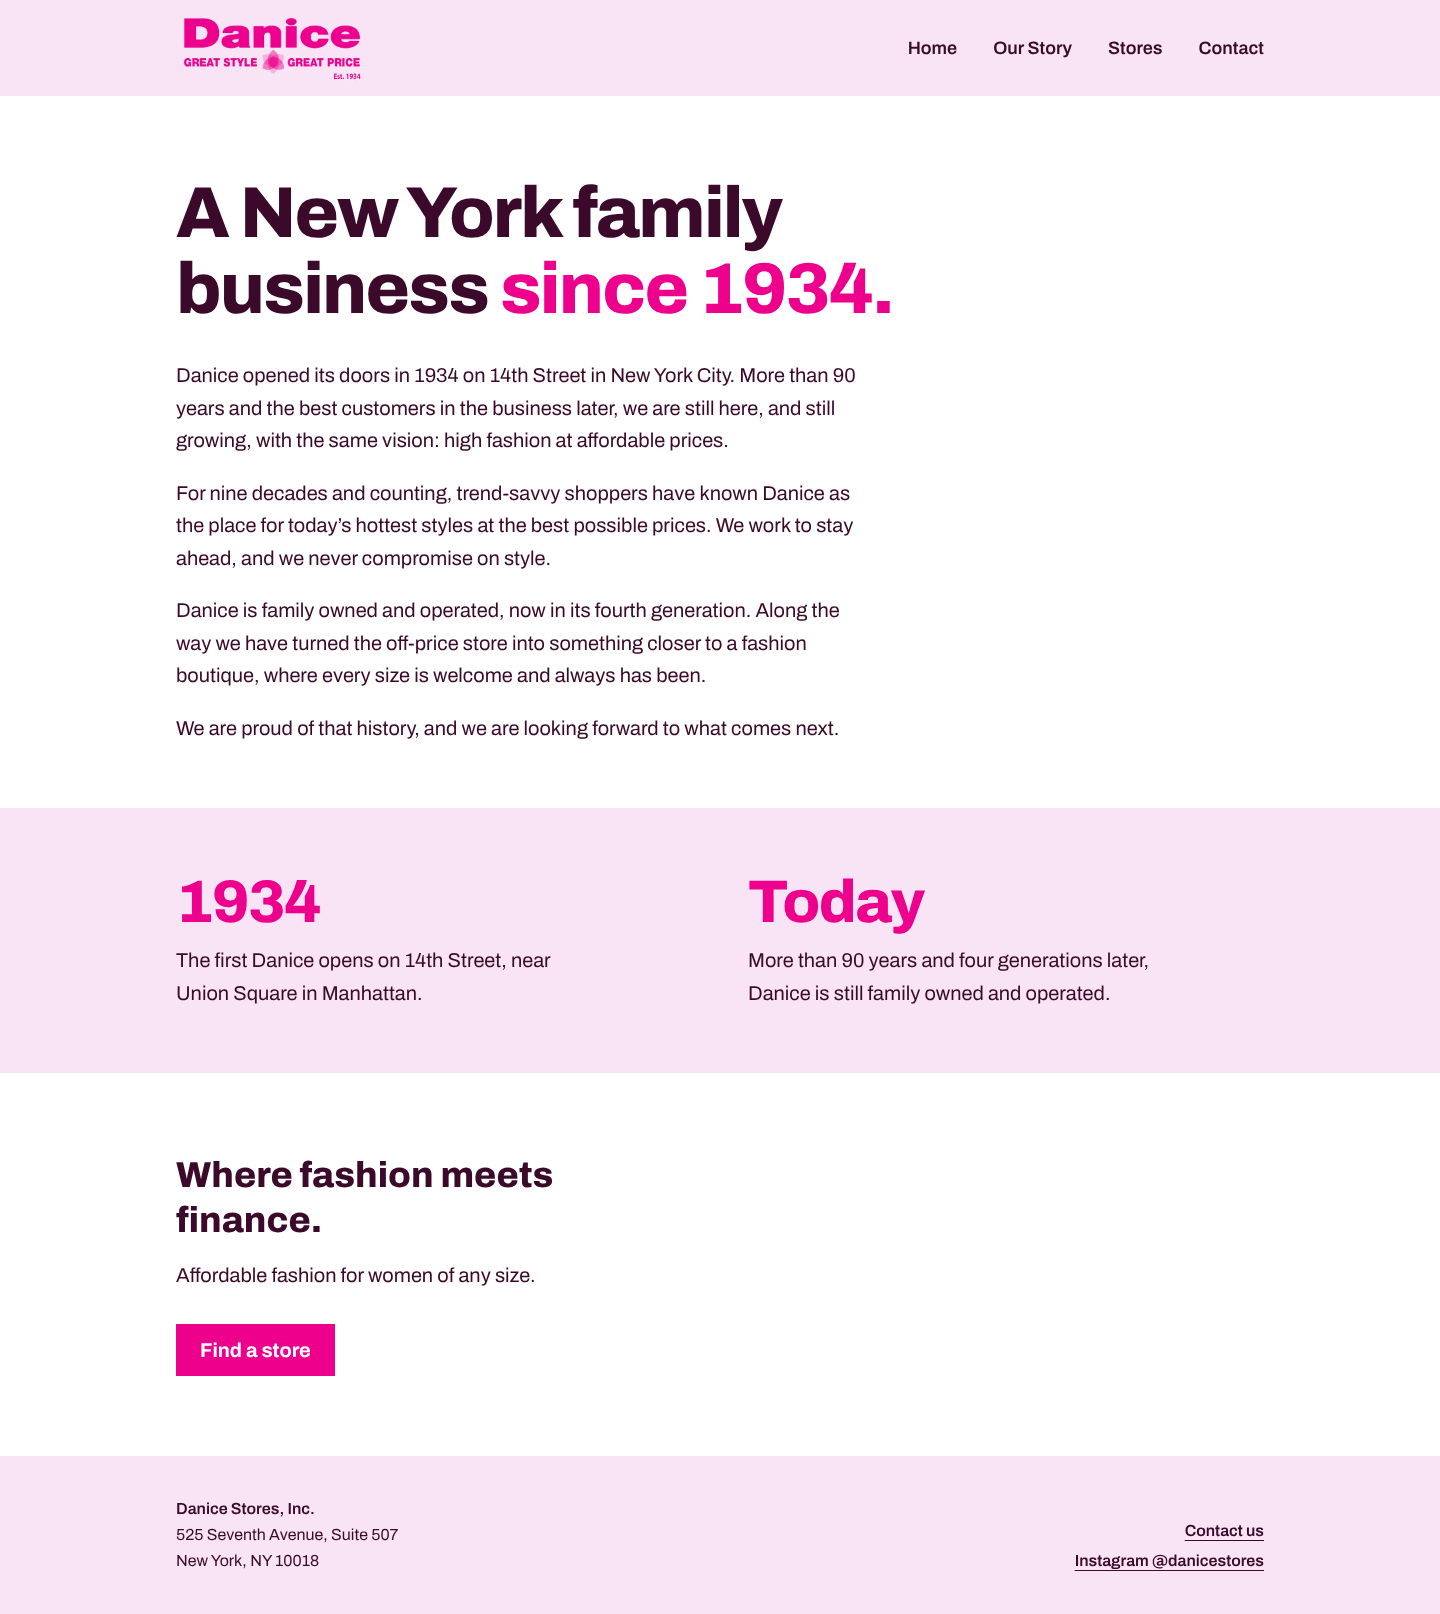 Danice
GREAT STYLE GREAT PRICE
Est. 1934
Home Our Story Stores Contact
A New York family
business since 1934.
Danice opened its doors in 1934 on 14th Street in New York City. More than 90
years and the best customers in the business later, we are still here, and still
growing, with the same vision: high fashion at affordable prices.
For nine decades and counting, trend-savvy shoppers have known Danice as
the place for today’s hottest styles at the best possible prices. We work to stay
ahead, and we never compromise on style.
Danice is family owned and operated, now in its fourth generation. Along the
way we have turned the off-price store into something closer to a fashion
boutique, where every size is welcome and always has been.
We are proud of that history, and we are looking forward to what comes next.
1934
The first Danice opens on 14th Street, near
Union Square in Manhattan.
Today
More than 90 years and four generations later,
Danice is still family owned and operated.
Where fashion meets
finance.
Affordable fashion for women of any size.
Find a store
Danice Stores, Inc.
525 Seventh Avenue, Suite 507
New York, NY 10018
Contact us
Instagram @danicestores